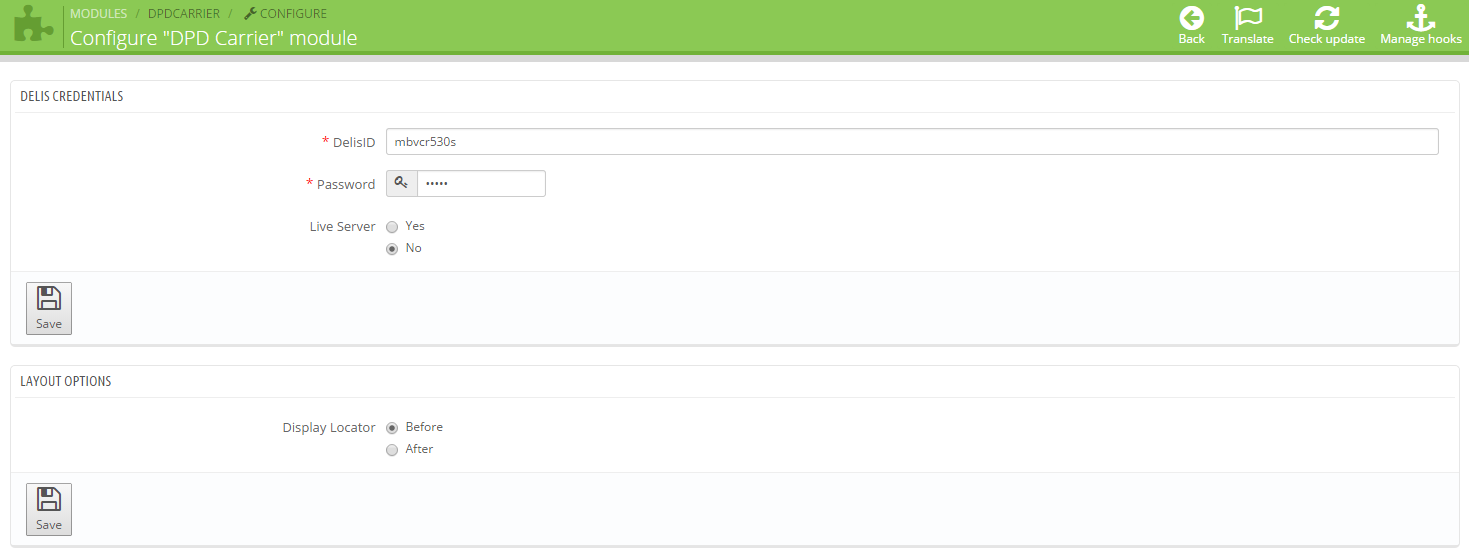 MODULES / DPDCARRIER / CONFIGURE
Configure "DPD Carrier" module
Back
Translate
Check update
Manage hooks
DELIS CREDENTIALS
* DelisID
mbvcr530s
* Password
•••••
Live Server
Yes
No
Save
LAYOUT OPTIONS
Display Locator
Before
After
Save